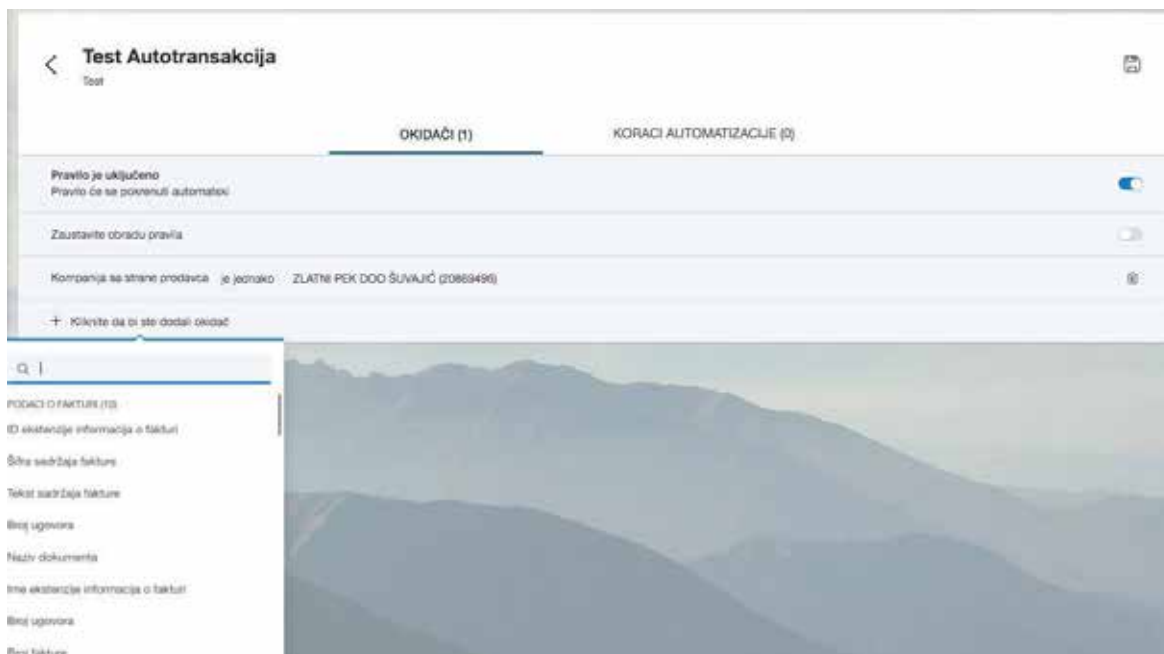 Test Autotransakcija
Test
OKIDAČI (1)
KORACI AUTOMATIZACIJE (0)
Pravilo je uključeno
Pravilo će se pokrenuti automatski
Zaustavite obradu pravila
Kompanija sa strane prodavca je jednako ZLATNI PEK DOO ŠUVAJIĆ (20869496)
+ Kliknite da bi ste dodali okidač
PODACI O FAKTURI (10)
ID ekstenzije informacija o fakturi
Šifra sadržaja fakture
Tekst sadržaja fakture
Broj ugovora
Naziv dokumenta
Ime ekstenzije informacija o fakturi
Broj ugovora
Broj fakture